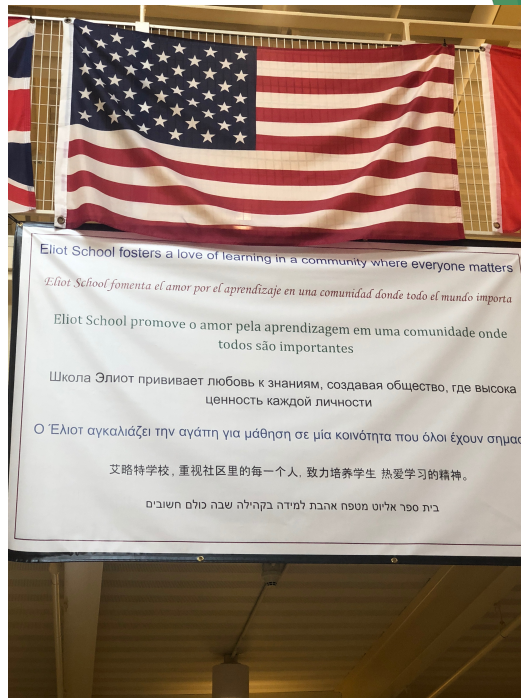 Eliot School fosters a love of learning in a community where everyone matters
Eliot School fomenta el amor por el aprendizaje en una comunidad donde todo el mundo importa
Eliot School promove o amor pela aprendizagem em uma comunidade onde
todos são importantes
Школа Элиот прививает любовь к знаниям, создавая общество, где высока
ценность каждой личности
Ο Έλιοτ αγκαλιάζει την αγάπη για μάθηση σε μία κοινότητα που όλοι έχουν
艾略特学校, 重视社区里的每一个人, 致力培养学生 热爱学习的精神。
בית ספר אליוט מטפח אהבת למידה בקהילה שבה כולם חשובים